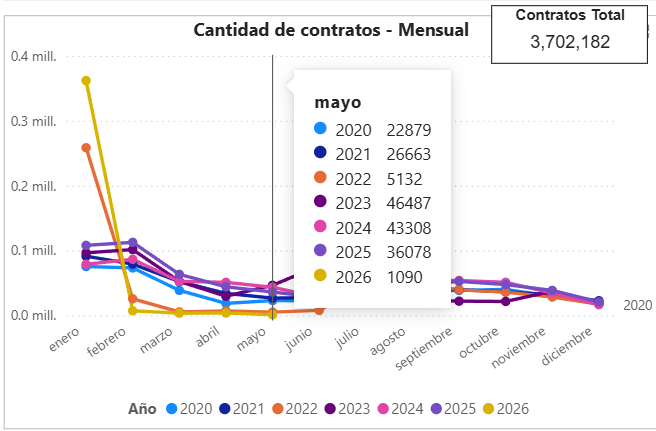 Cantidad de contratos - Mensual
Contratos Total
3,702,182
0.4 mill.
0.3 mill.
0.2 mill.
0.1 mill.
0.0 mill.
mayo
2020 22879
2021 26663
2022 5132
2023 46487
2024 43308
2025 36078
2026 1090
2020
enero
febrero
marzo
abril
mayo
junio
julio
agosto
septiembre
octubre
noviembre
diciembre
Año 2020 2021 2022 2023 2024 2025 2026